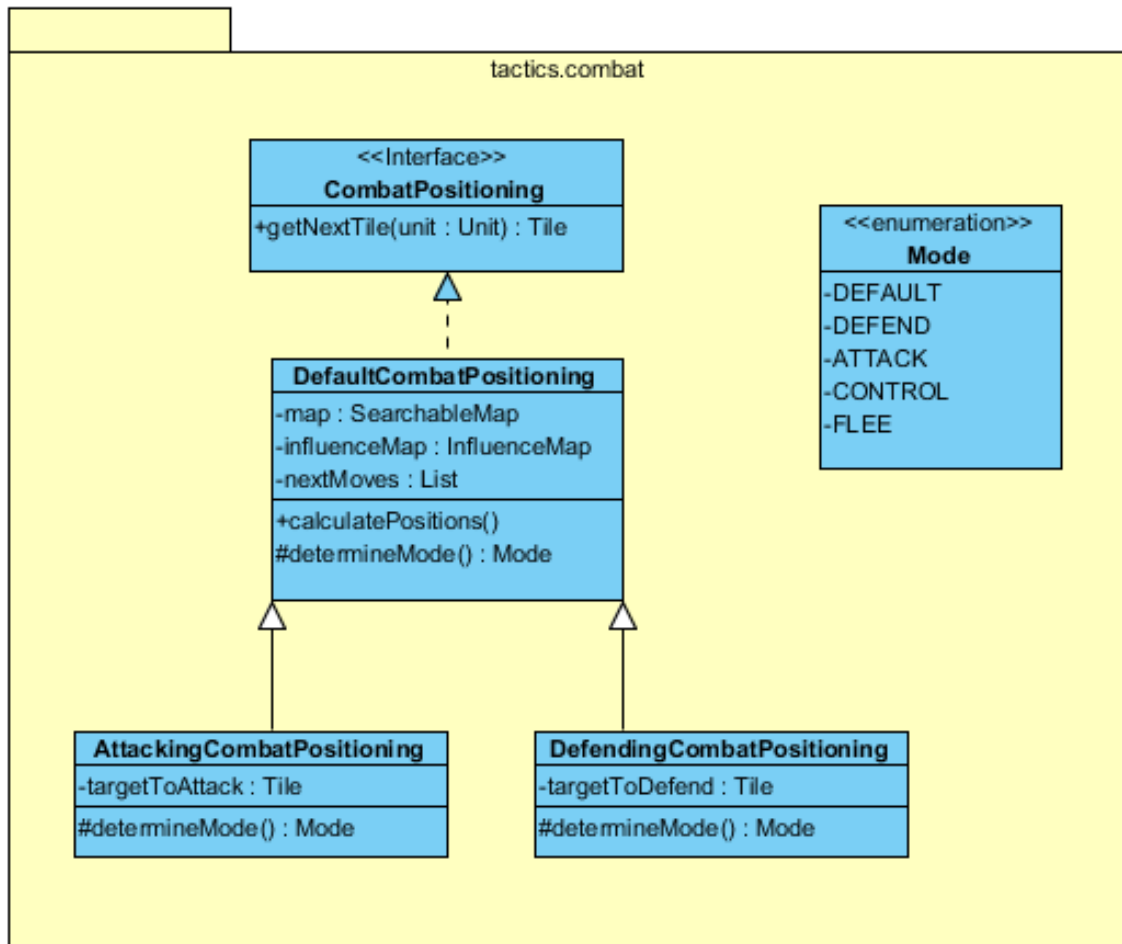 tactics.combat
<<Interface>>
CombatPositioning
+getNextTile(unit : Unit) : Tile
<<enumeration>>
Mode
-DEFAULT
-DEFEND
-ATTACK
-CONTROL
-FLEE
DefaultCombatPositioning
-map : SearchableMap
-influenceMap : InfluenceMap
-nextMoves : List
+calculatePositions()
#determineMode() : Mode
AttackingCombatPositioning
-targetToAttack : Tile
#determineMode() : Mode
DefendingCombatPositioning
-targetToDefend : Tile
#determineMode() : Mode